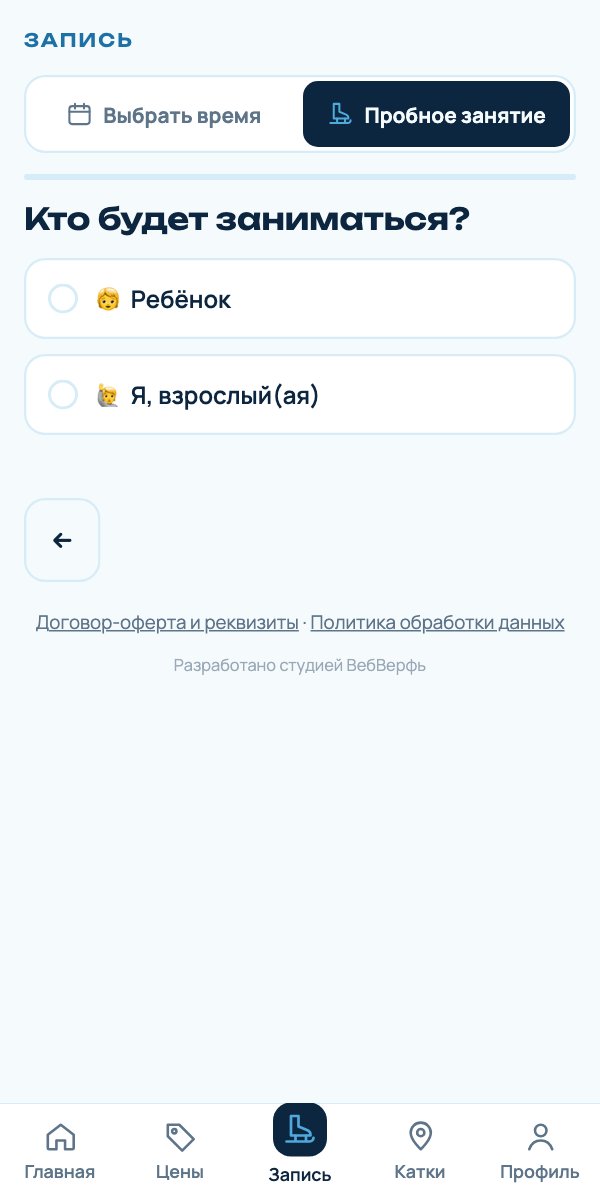 ЗАПИСЬ
Выбрать время
Пробное занятие
Кто будет заниматься?
Ребёнок
Я, взрослый(ая)
Договор-оферта и реквизиты · Политика обработки данных
Разработано студией ВебВерфь
Главная
Цены
Запись
Катки
Профиль